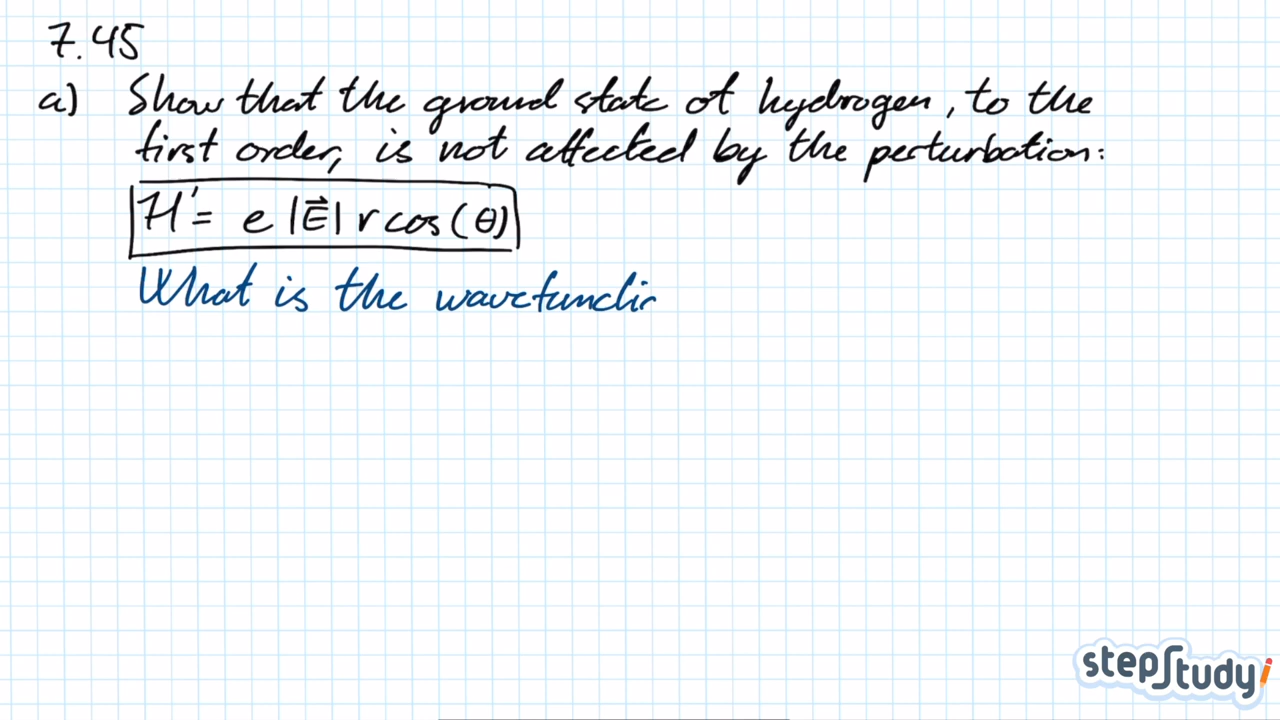 7.45
a) Show that the ground state of hydrogen, to the
first order, is not affected by the perturbation:
H' = e |E⃗| r cos(θ)
What is the wavefunctio
stepStudy